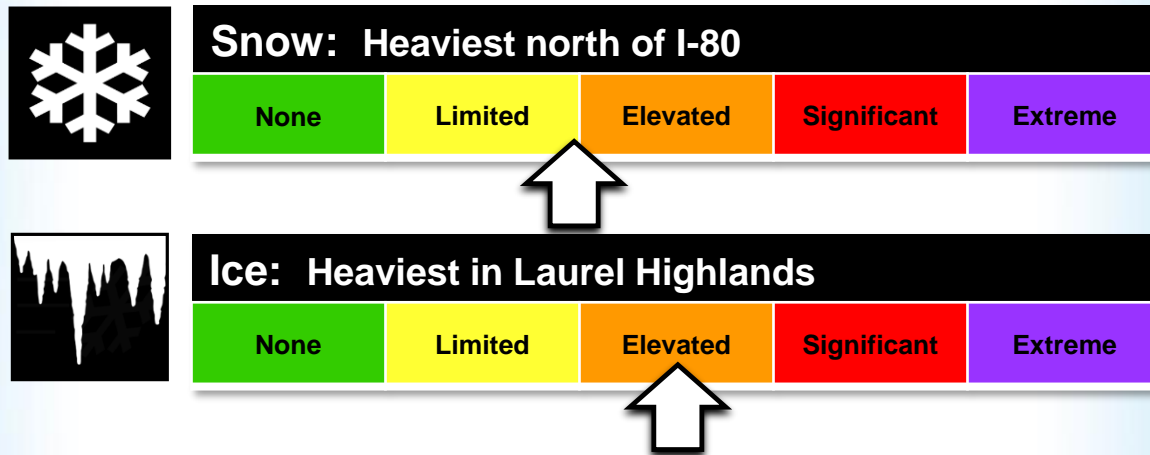 Snow: Heaviest north of I-80
None Limited Elevated Significant Extreme
Ice: Heaviest in Laurel Highlands
None Limited Elevated Significant Extreme